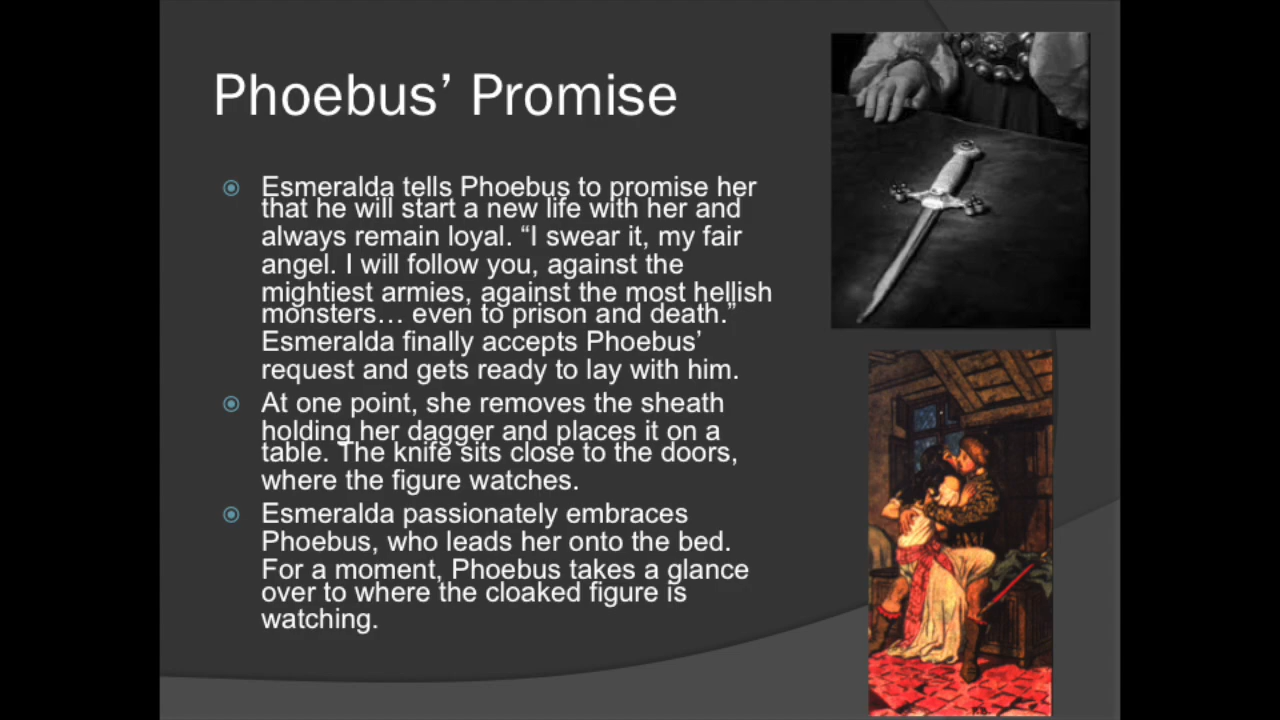 Phoebus’ Promise
Esmeralda tells Phoebus to promise her
that he will start a new life with her and
always remain loyal. “I swear it, my fair
angel. I will follow you, against the
mightiest armies, against the most hellish
monsters… even to prison and death.”
Esmeralda finally accepts Phoebus’
request and gets ready to lay with him.
At one point, she removes the sheath
holding her dagger and places it on a
table. The knife sits close to the doors,
where the figure watches.
Esmeralda passionately embraces
Phoebus, who leads her onto the bed.
For a moment, Phoebus takes a glance
over to where the cloaked figure is
watching.